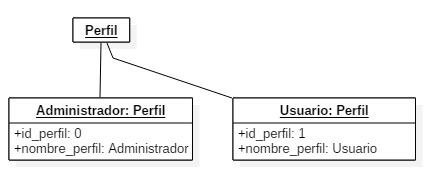 Perfil
Administrador: Perfil
+id_perfil: 0
+nombre_perfil: Administrador
Usuario: Perfil
+id_perfil: 1
+nombre_perfil: Usuario